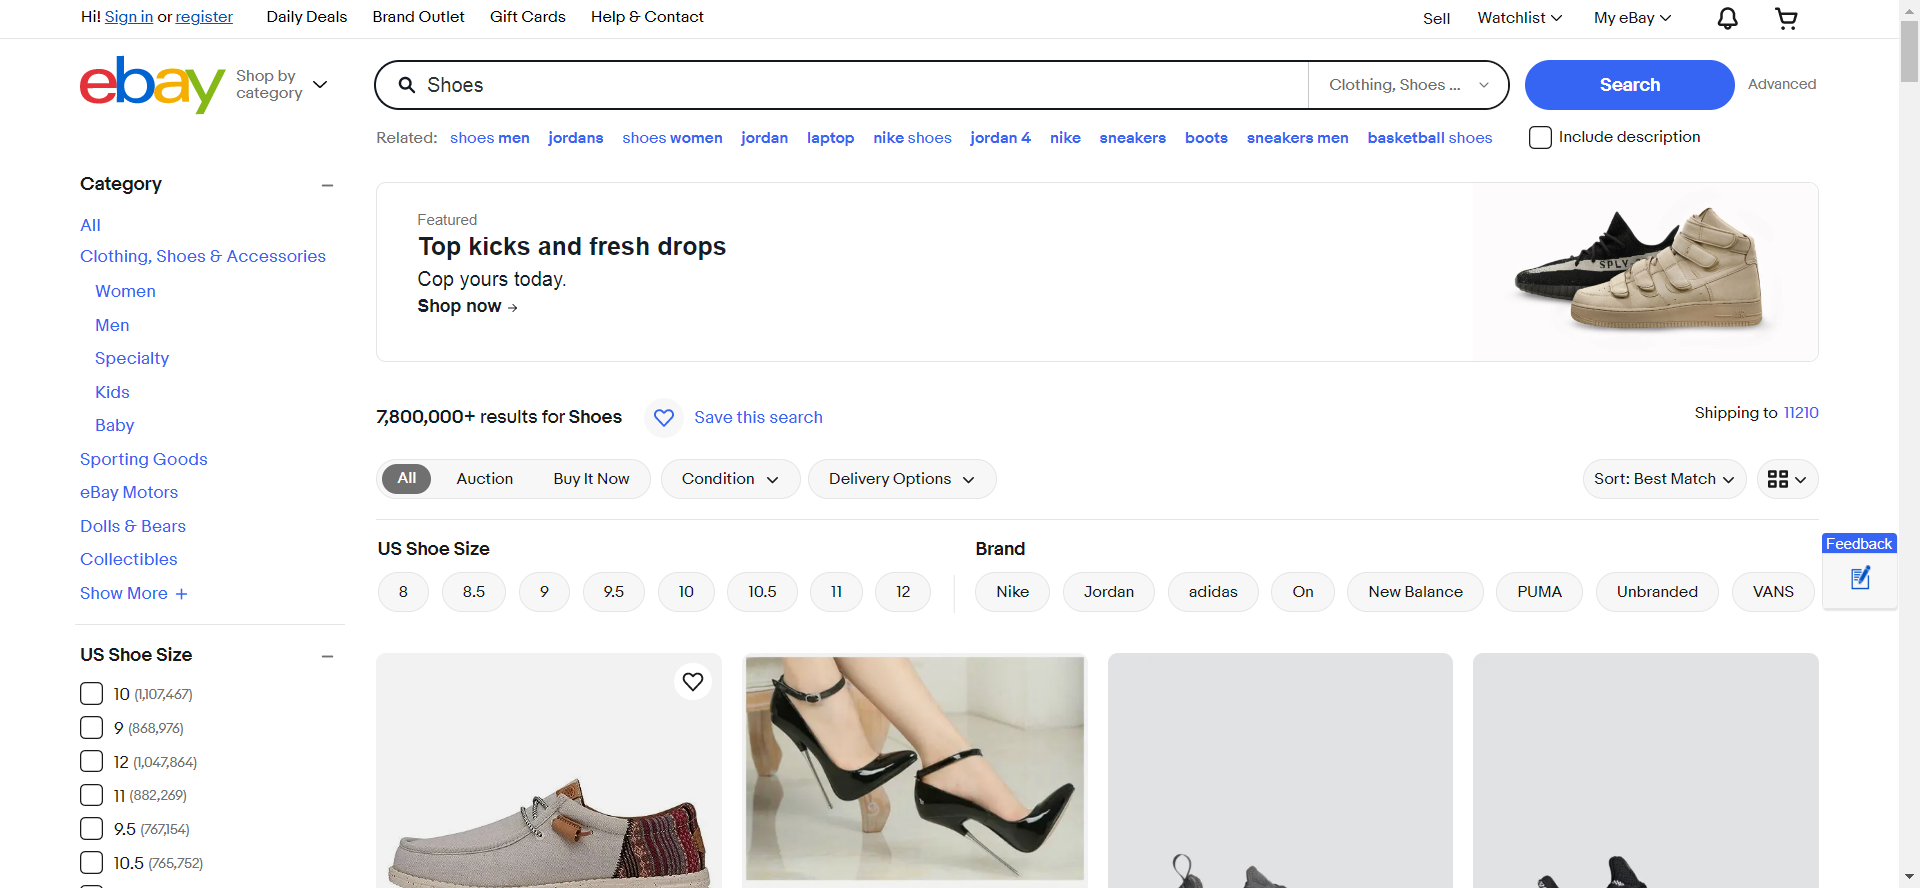 Hi! Sign in or register
Daily Deals
Brand Outlet
Gift Cards
Help & Contact
Sell
Watchlist
My eBay
ebay
Shop by category
Shoes
Clothing, Shoes ...
Search
Advanced
Related: shoes men jordans shoes women jordan laptop nike shoes jordan 4 nike sneakers boots sneakers men basketball shoes
Include description
Category
All
Clothing, Shoes & Accessories
Women
Men
Specialty
Kids
Baby
Sporting Goods
eBay Motors
Dolls & Bears
Collectibles
Show More
US Shoe Size
10 (1,107,467)
9 (868,976)
12 (1,047,864)
11 (882,269)
9.5 (767,154)
10.5 (765,752)
Featured
Top kicks and fresh drops
Cop yours today.
Shop now →
SPLY
7,800,000+ results for Shoes
Save this search
Shipping to 11210
All
Auction
Buy It Now
Condition
Delivery Options
Sort: Best Match
US Shoe Size
8
8.5
9
9.5
10
10.5
11
12
Brand
Nike
Jordan
adidas
On
New Balance
PUMA
Unbranded
VANS
Feedback